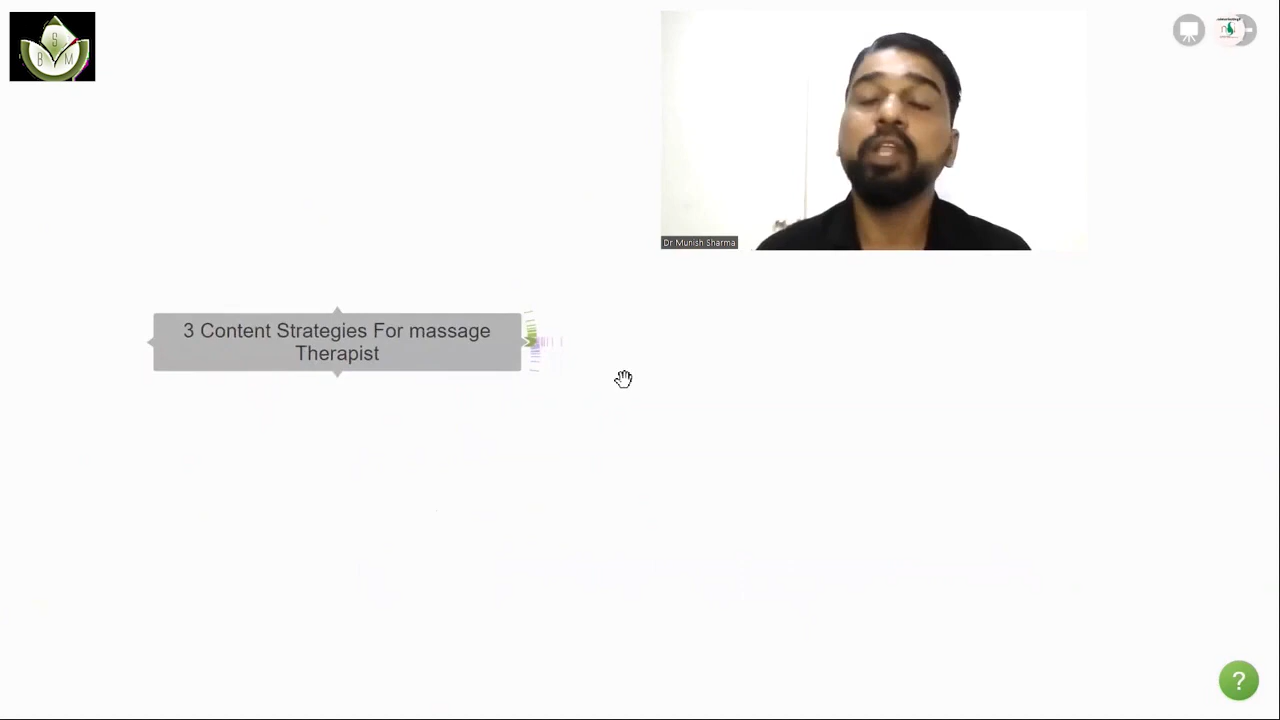 S
B M
Dr Munish Sharma
3 Content Strategies For massage
Therapist
?